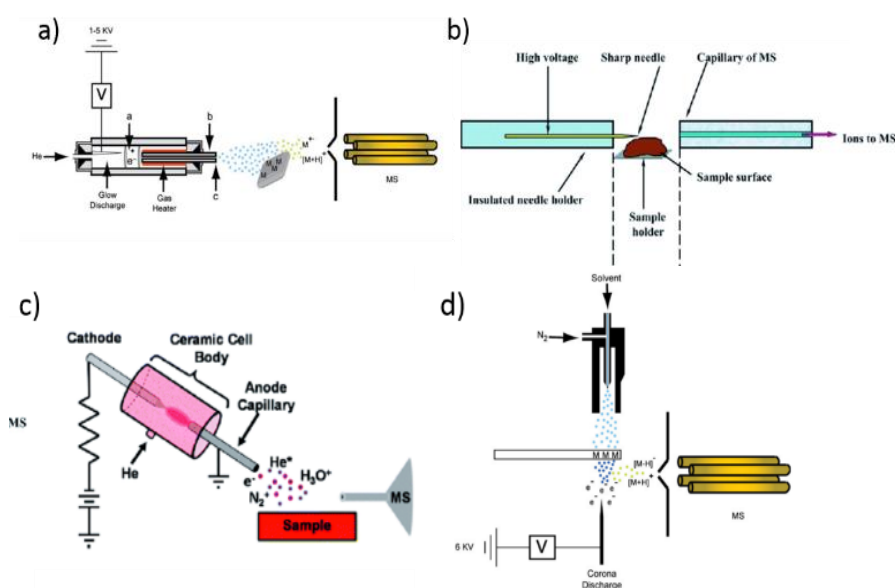 a)
1-5 KV
V
a
b
He
e-
+
Glow
Discharge
Gas
Heater
c
M M
M
M
M+·
[M+H]+
MS
b)
High voltage
Sharp needle
Capillary of MS
Ions to MS
Insulated needle
holder
Sample
holder
Sample surface
c)
Cathode
Ceramic Cell
Body
Anode
Capillary
MS
He
He*
e-
H3O+
N2+
MS
Sample
d)
Solvent
N2
M M M
[M-H]-
[M+H]+
e e
e e
MS
6 KV
V
Corona
Discharge